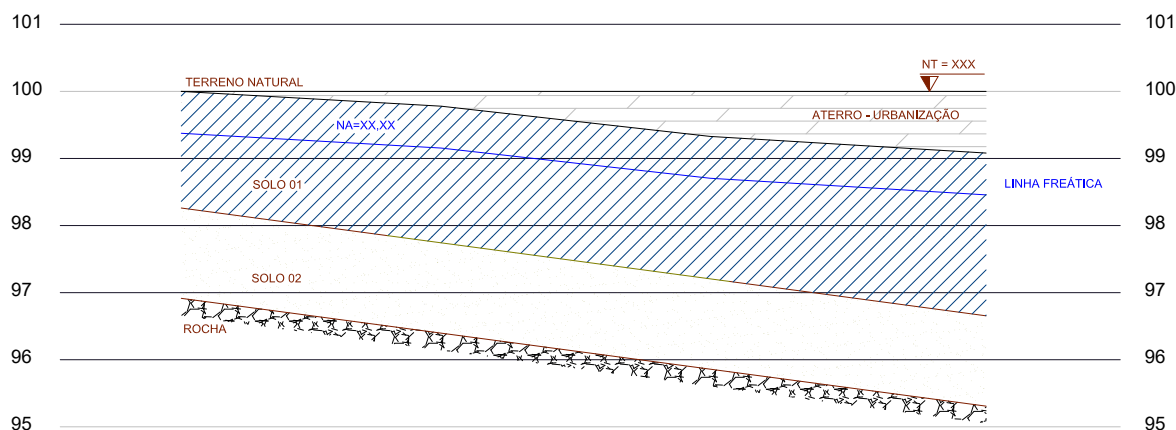 101 101
NT = XXX
TERRENO NATURAL
100 100
ATERRO - URBANIZAÇÃO
NA=XX,XX
99 99
SOLO 01
LINHA FREÁTICA
98 98
SOLO 02
97 97
ROCHA
96 96
95 95